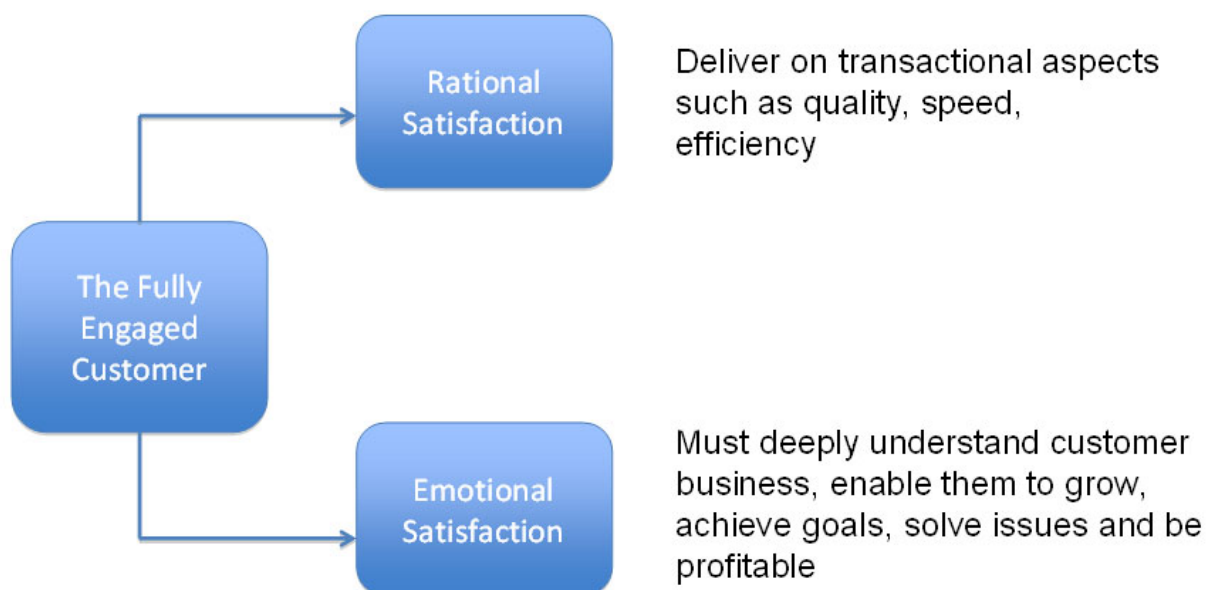 Rational
Satisfaction
Deliver on transactional aspects
such as quality, speed,
efficiency
The Fully
Engaged
Customer
Emotional
Satisfaction
Must deeply understand customer
business, enable them to grow,
achieve goals, solve issues and be
profitable